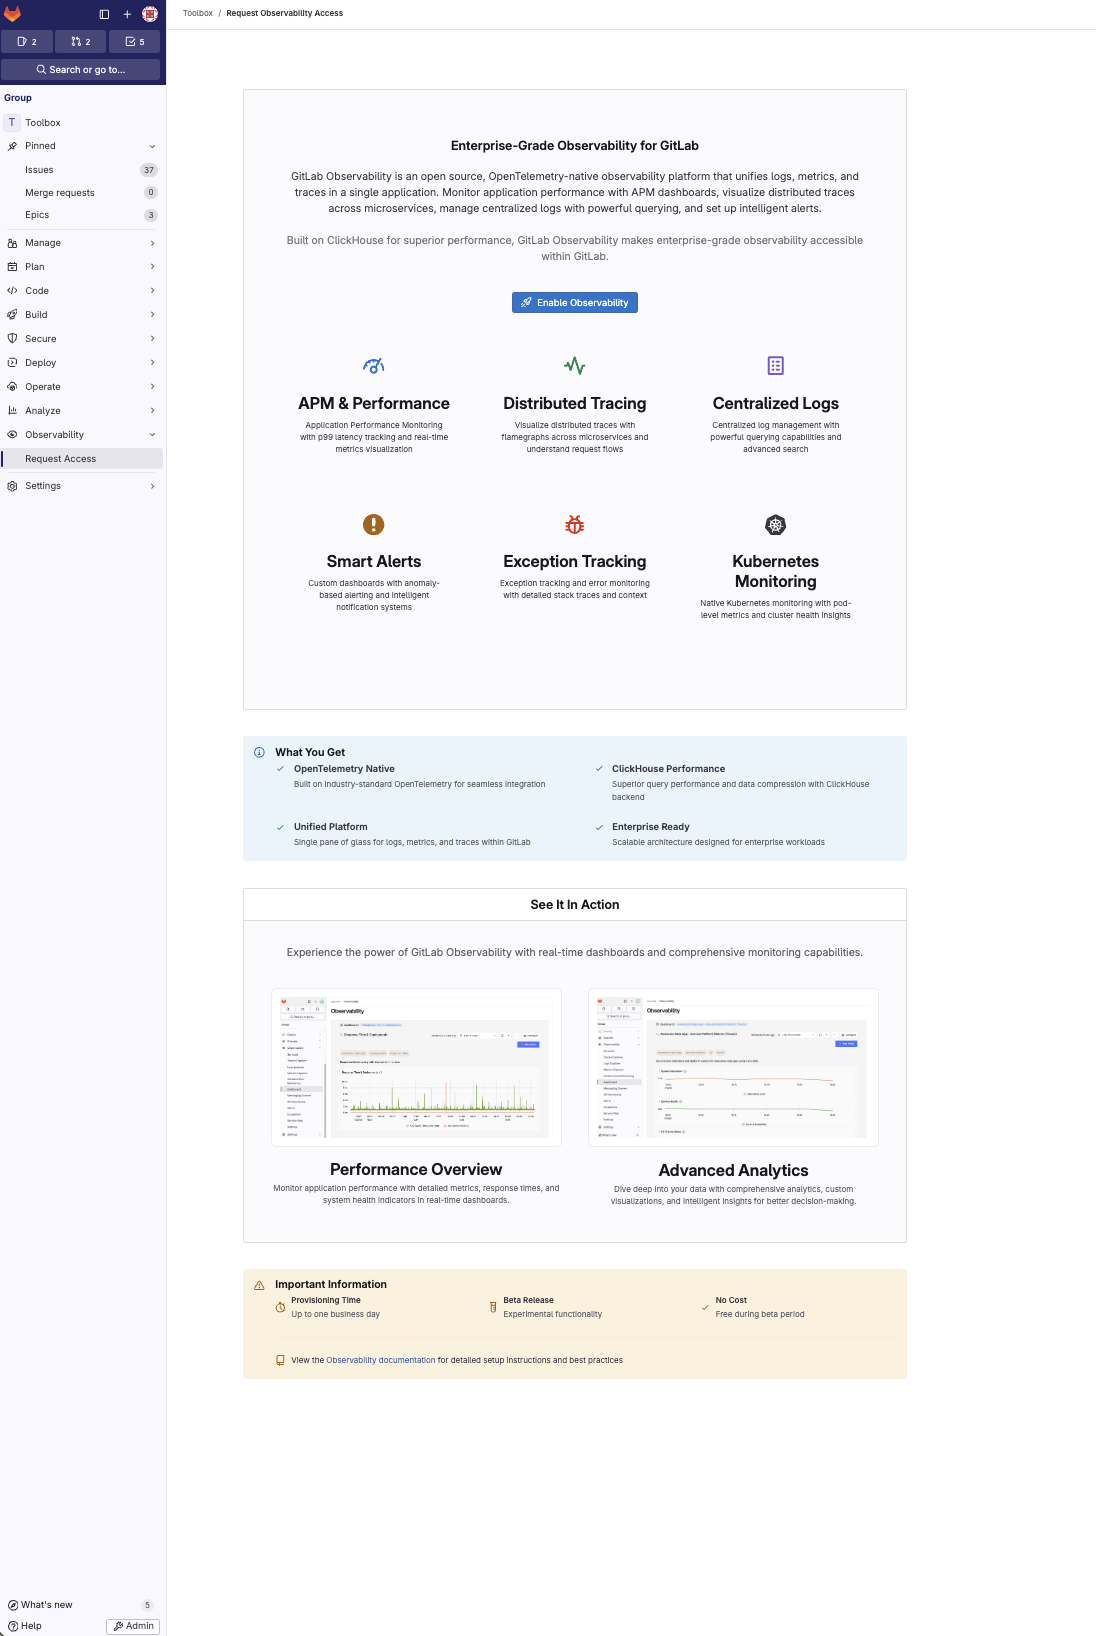 Toolbox / Request Observability Access
2
2
5
Search or go to...
Group
T Toolbox
Pinned
Issues 37
Merge requests 0
Epics 3
Manage
Plan
Code
Build
Secure
Deploy
Operate
Analyze
Observability
Request Access
Settings
Enterprise-Grade Observability for GitLab
GitLab Observability is an open source, OpenTelemetry-native observability platform that unifies logs, metrics, and
traces in a single application. Monitor application performance with APM dashboards, visualize distributed traces
across microservices, manage centralized logs with powerful querying, and set up intelligent alerts.
Built on ClickHouse for superior performance, GitLab Observability makes enterprise-grade observability accessible
within GitLab.
Enable Observability
APM & Performance
Application Performance Monitoring
with p99 latency tracking and real-time
metrics visualization
Distributed Tracing
Visualize distributed traces with
flamegraphs across microservices and
understand request flows
Centralized Logs
Centralized log management with
powerful querying capabilities and
advanced search
Smart Alerts
Custom dashboards with anomaly-
based alerting and intelligent
notification systems
Exception Tracking
Exception tracking and error monitoring
with detailed stack traces and context
Kubernetes
Monitoring
Native Kubernetes monitoring with pod-
level metrics and cluster health insights
What You Get
OpenTelemetry Native
Built on industry-standard OpenTelemetry for seamless integration
ClickHouse Performance
Superior query performance and data compression with ClickHouse
backend
Unified Platform
Single pane of glass for logs, metrics, and traces within GitLab
Enterprise Ready
Scalable architecture designed for enterprise workloads
See It In Action
Experience the power of GitLab Observability with real-time dashboards and comprehensive monitoring capabilities.
Observability
Observability
Performance Overview
Monitor application performance with detailed metrics, response times, and
system health indicators in real-time dashboards.
Advanced Analytics
Dive deep into your data with comprehensive analytics, custom
visualizations, and intelligent insights for better decision-making.
Important Information
Provisioning Time
Up to one business day
Beta Release
Experimental functionality
No Cost
Free during beta period
View the Observability documentation for detailed setup instructions and best practices
What's new 5
Help
Admin